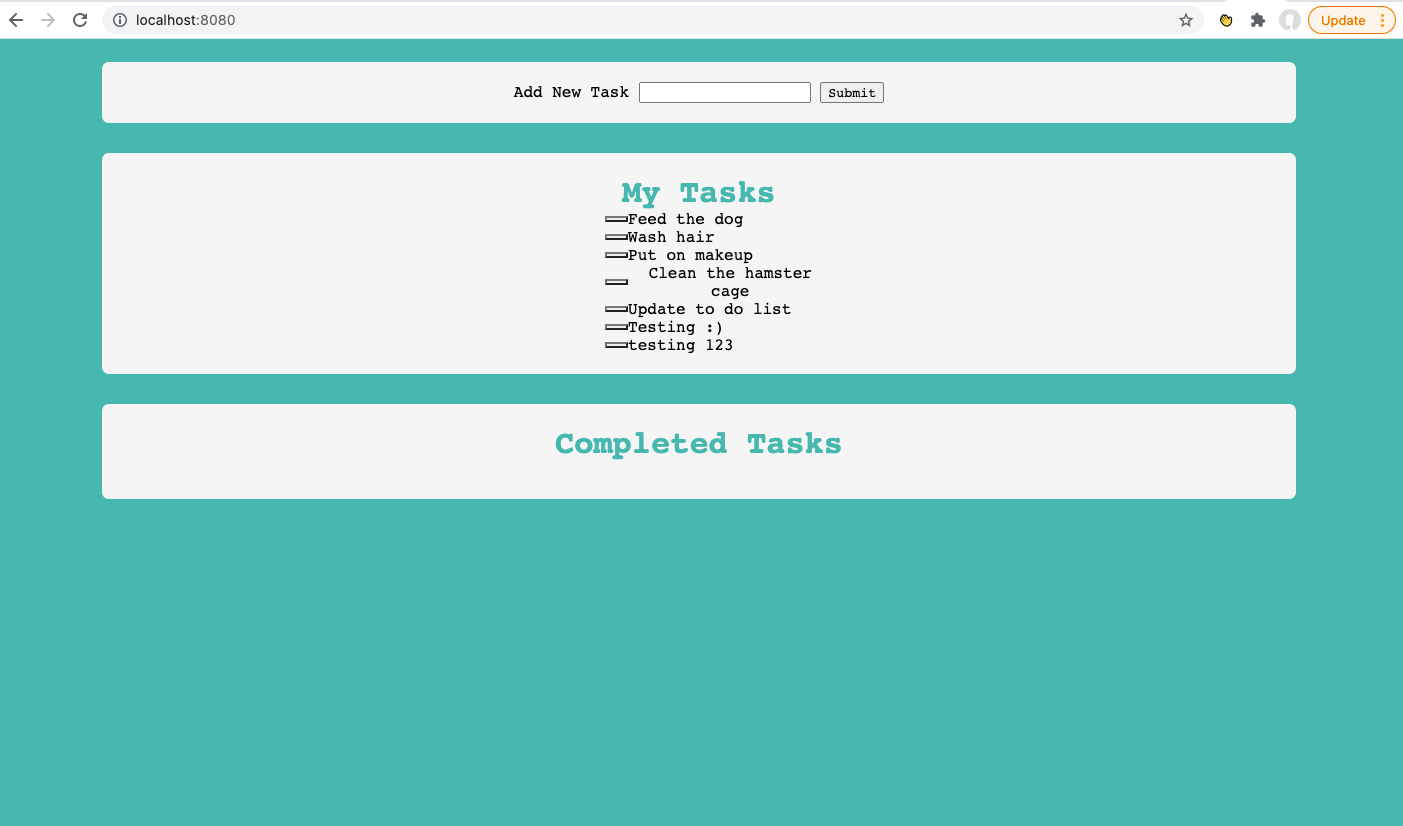 localhost:8080
Update
Add New Task Submit
My Tasks
Feed the dog
Wash hair
Put on makeup
Clean the hamster
cage
Update to do list
Testing :)
testing 123
Completed Tasks